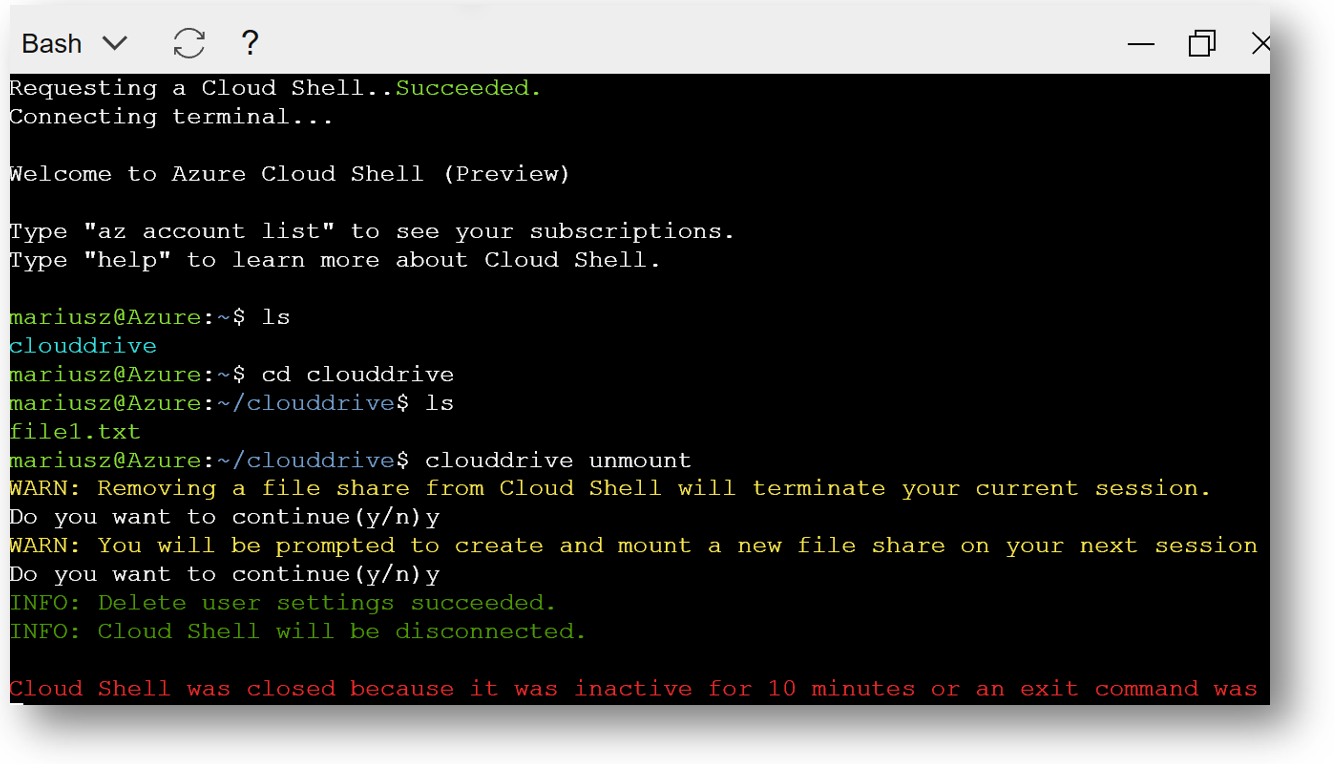 Bash ?
Requesting a Cloud Shell..Succeeded.
Connecting terminal...
Welcome to Azure Cloud Shell (Preview)
Type "az account list" to see your subscriptions.
Type "help" to learn more about Cloud Shell.
mariusz@Azure:~$ ls
clouddrive
mariusz@Azure:~$ cd clouddrive
mariusz@Azure:~/clouddrive$ ls
file1.txt
mariusz@Azure:~/clouddrive$ clouddrive unmount
WARN: Removing a file share from Cloud Shell will terminate your current session.
Do you want to continue(y/n)y
WARN: You will be prompted to create and mount a new file share on your next session
Do you want to continue(y/n)y
INFO: Delete user settings succeeded.
INFO: Cloud Shell will be disconnected.
Cloud Shell was closed because it was inactive for 10 minutes or an exit command was